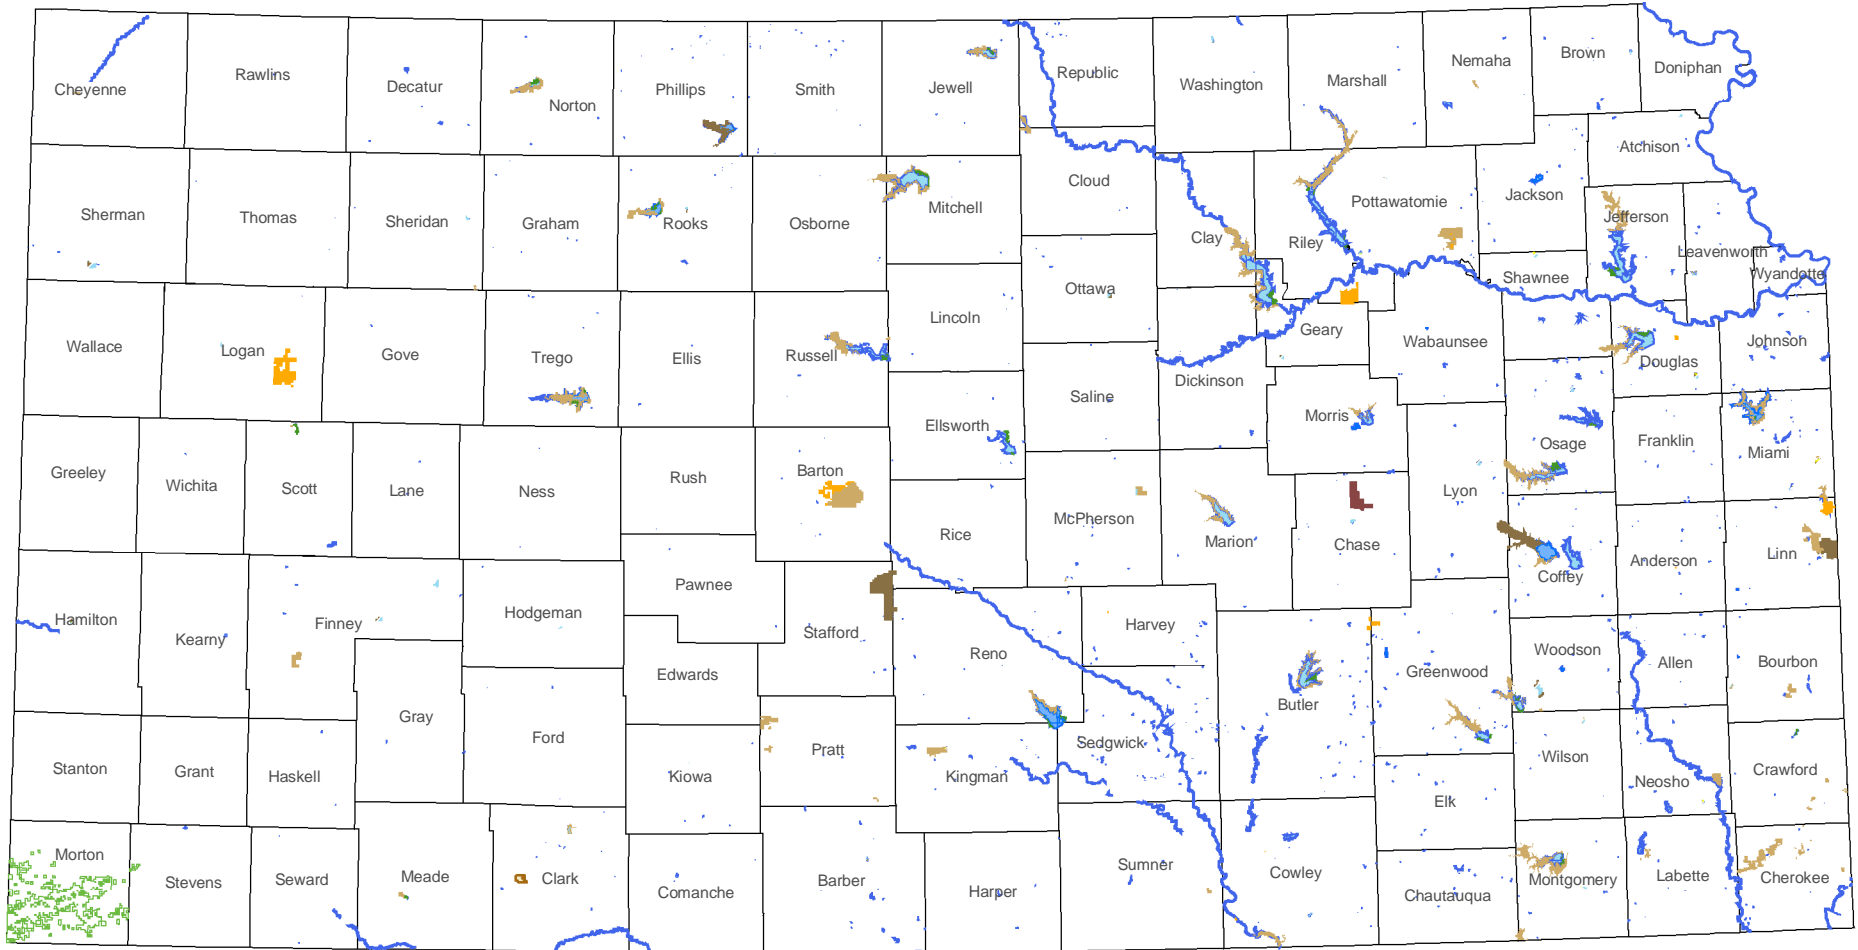 Cheyenne
Rawlins
Decatur
Norton
Phillips
Smith
Jewell
Republic
Washington
Marshall
Nemaha
Brown
Doniphan
Sherman
Thomas
Sheridan
Graham
Rooks
Osborne
Mitchell
Cloud
Clay
Riley
Pottawatomie
Jackson
Atchison
Jefferson
Leavenworth
Wyandotte
Wallace
Logan
Gove
Trego
Ellis
Russell
Lincoln
Ottawa
Saline
Dickinson
Geary
Wabaunsee
Shawnee
Douglas
Johnson
Greeley
Wichita
Scott
Lane
Ness
Rush
Barton
Ellsworth
Rice
McPherson
Marion
Morris
Chase
Lyon
Osage
Franklin
Miami
Hamilton
Kearny
Finney
Hodgeman
Pawnee
Stafford
Edwards
Reno
Harvey
Butler
Greenwood
Coffey
Anderson
Linn
Woodson
Allen
Bourbon
Stanton
Grant
Haskell
Gray
Ford
Kiowa
Pratt
Kingman
Sedgwick
Elk
Wilson
Neosho
Crawford
Morton
Stevens
Seward
Meade
Clark
Comanche
Barber
Harper
Sumner
Cowley
Chautauqua
Montgomery
Labette
Cherokee